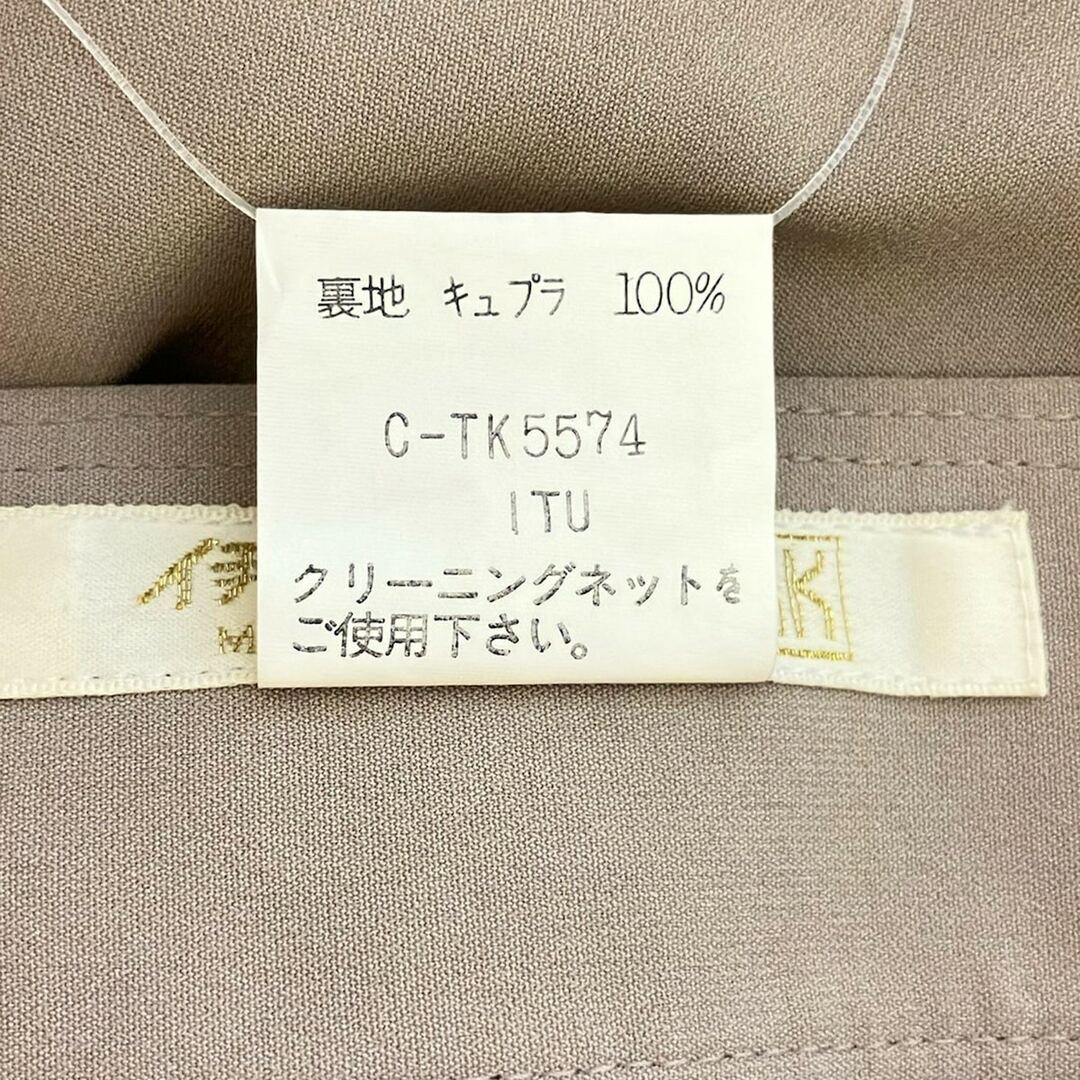 裏地 キュプラ 100%
C-TK5574
ITU
クリーニングネットを
ご使用下さい。
K